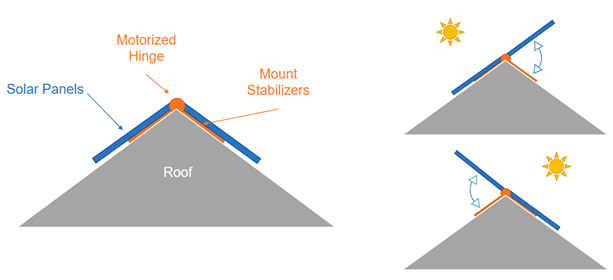 Motorized
Hinge
Solar Panels
Mount
Stabilizers
Roof